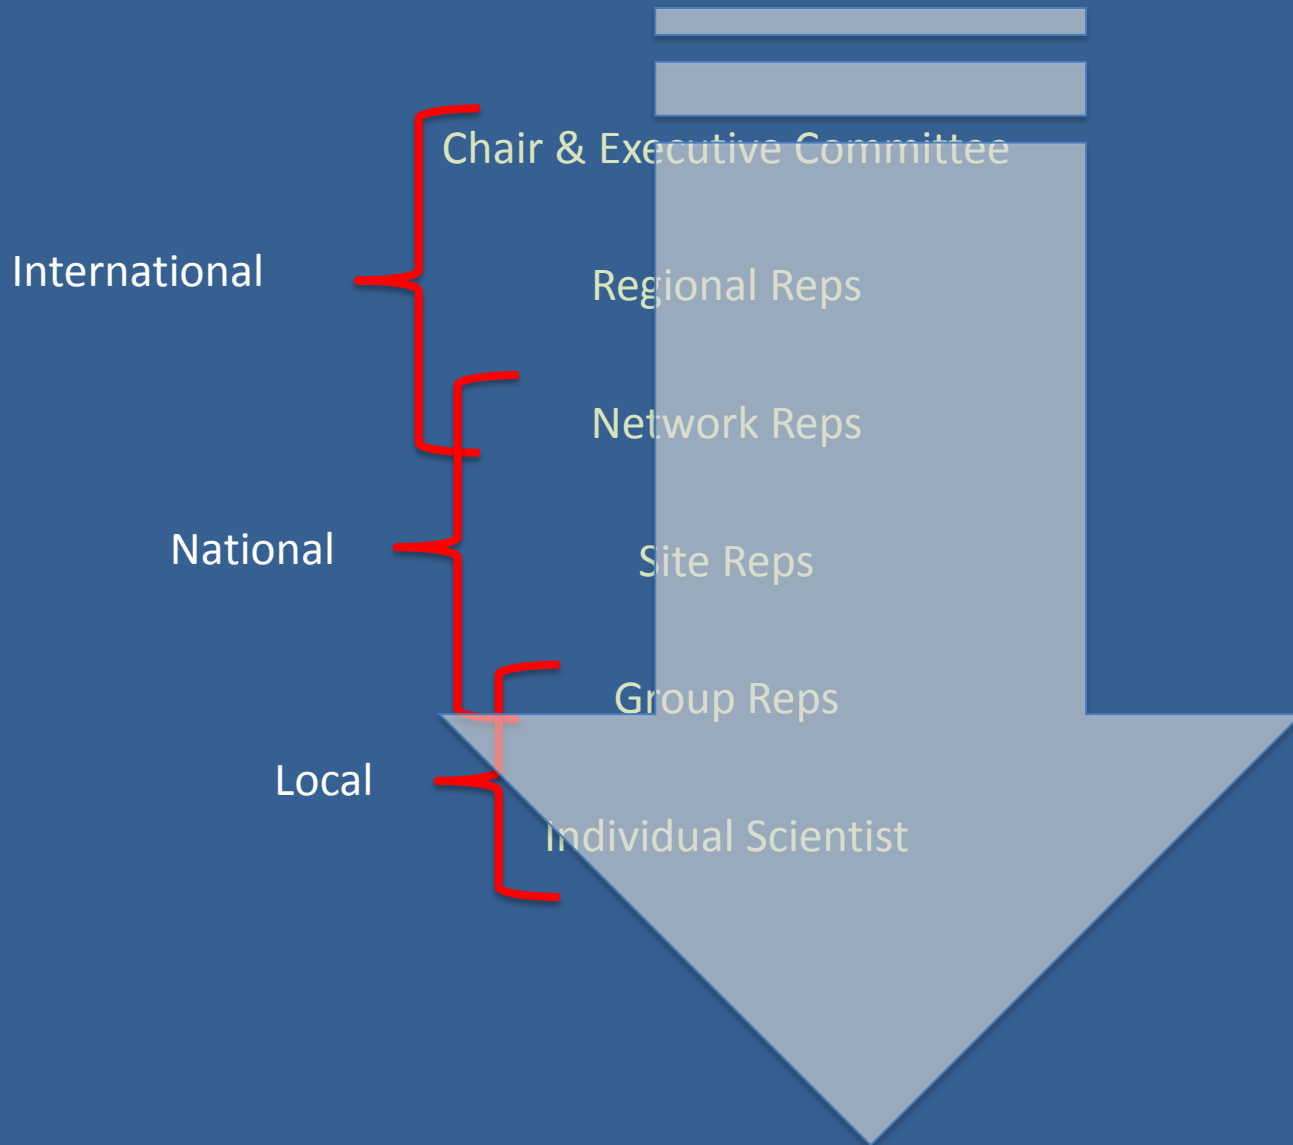 Chair & Executive Committee
International
Regional Reps
Network Reps
National
Site Reps
Group Reps
Local
Individual Scientist